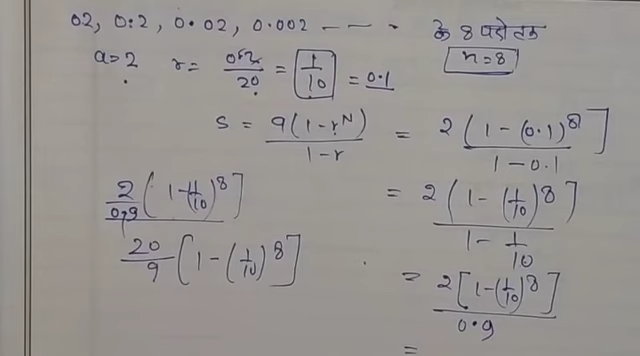 02, 0.2, 0.02, 0.002 - - - के 8 पदो तक
a=2 r= 0.2/20 = 1/10 = 0.1 n=8
S = a(1-r^N)/1-r = 2(1-(0.1)^8]/1-0.1
= 2(1-(1/10)^8]/1-1/10
2/0.9 (1-(1/10)^8]
20/9 [1-(1/10)^8]
= 2[1-(1/10)^8]/0.9
=